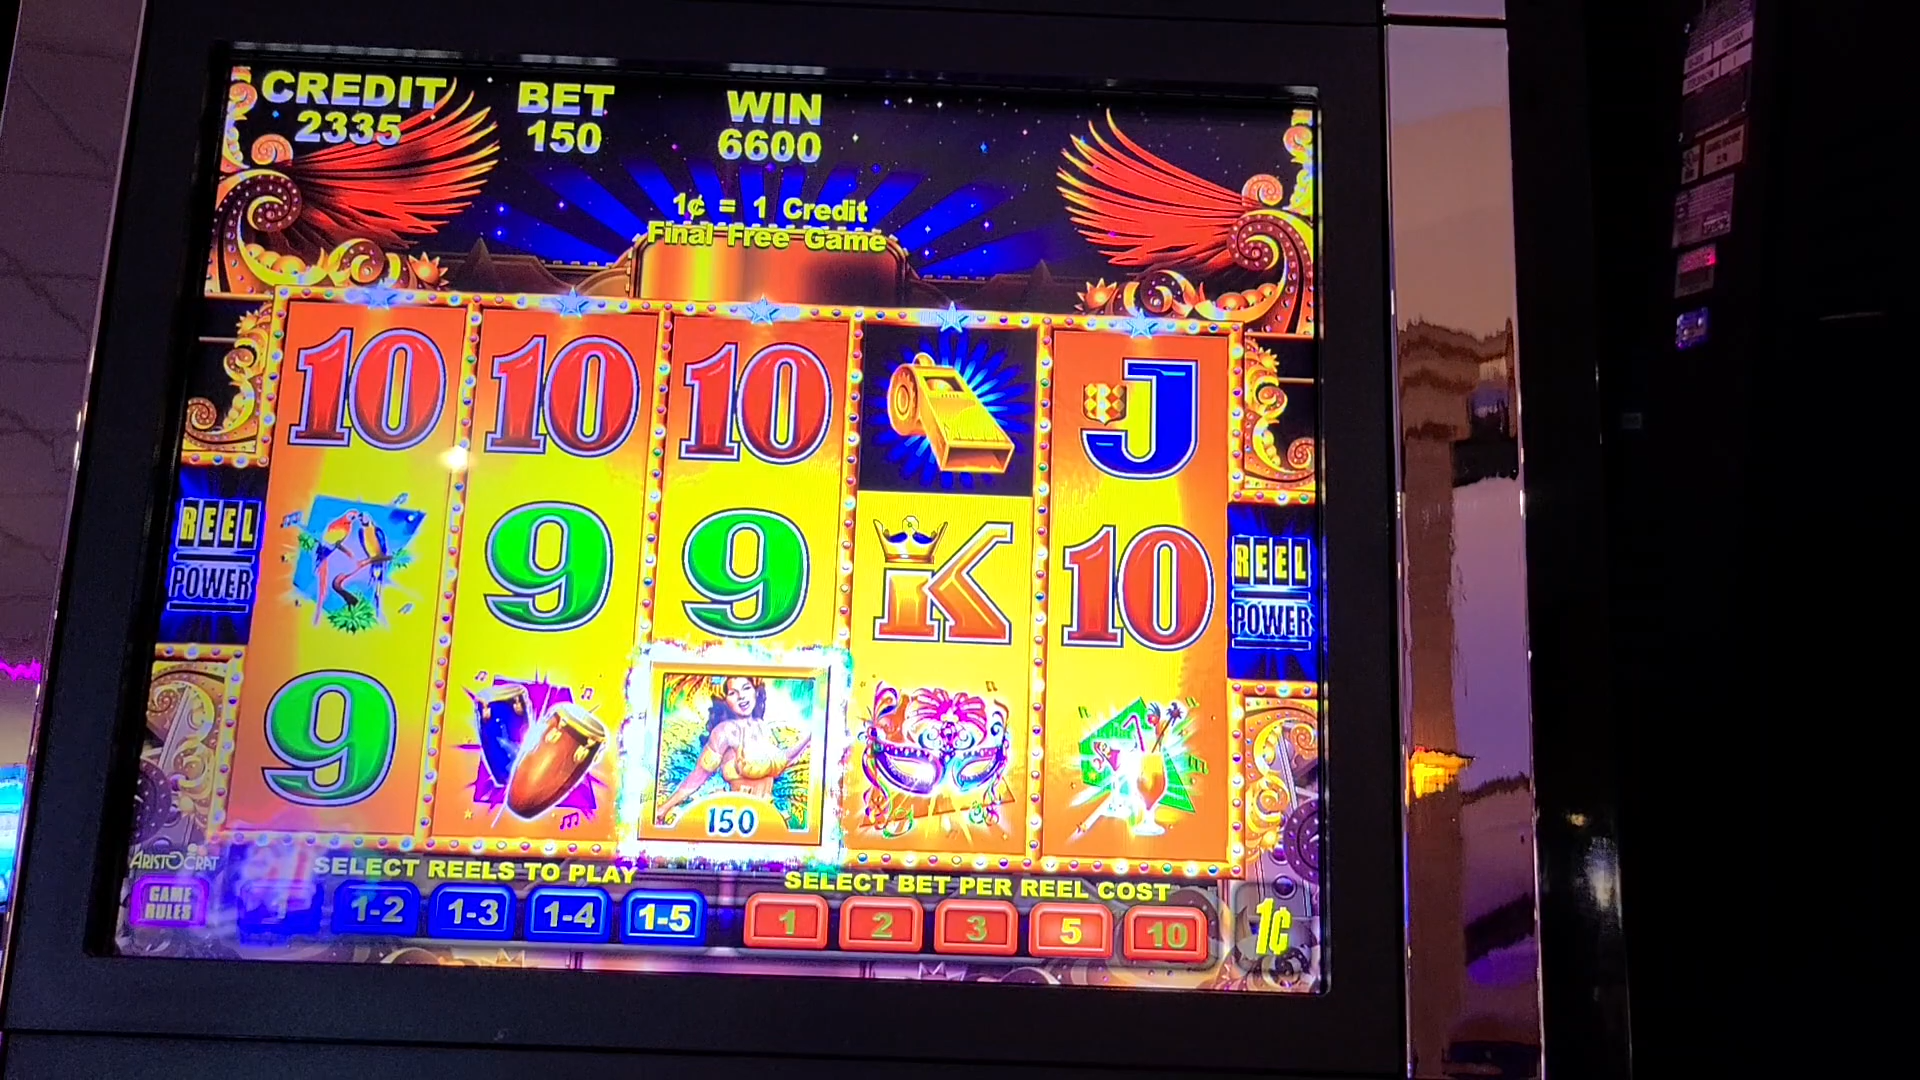 CREDIT BET WIN
2335 150 6600
1¢ = 1 Credit
Final Free Game
10 10 10 J
REEL POWER
9 9 K 10
REEL POWER
9 150
ARISTOCRAT
SELECT REELS TO PLAY SELECT BET PER REEL COST
GAME RULES
1 1-2 1-3 1-4 1-5 1 2 3 5 10 1¢